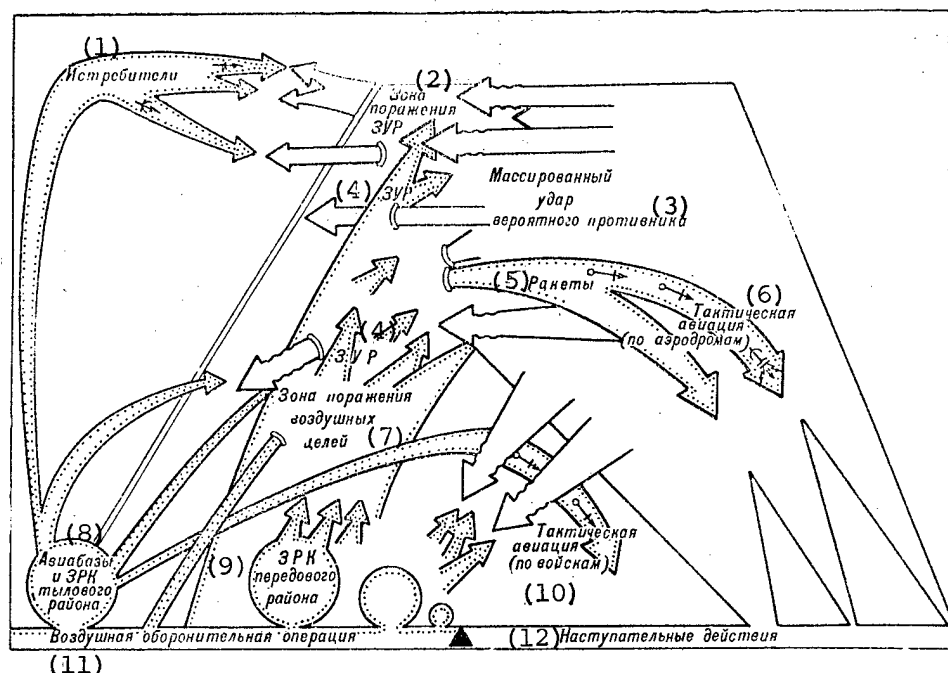 (1)
Истребители
(2)
Зона
поражения
ЗУР
(4)
ЗУР
Массированный
удар
вероятного противника
(3)
(5)
Ракеты
(6)
Тактическая
авиация
(по аэродромам)
(4)
ЗУР
Зона поражения
воздушных
целей
(7)
(8)
Авиабазы
и ЗРК
тылового
района
(9)
ЗРК
передового
района
Тактическая
авиация
(по войскам)
(10)
Воздушная оборонительная операция
(12)
Наступательные действия
(11)